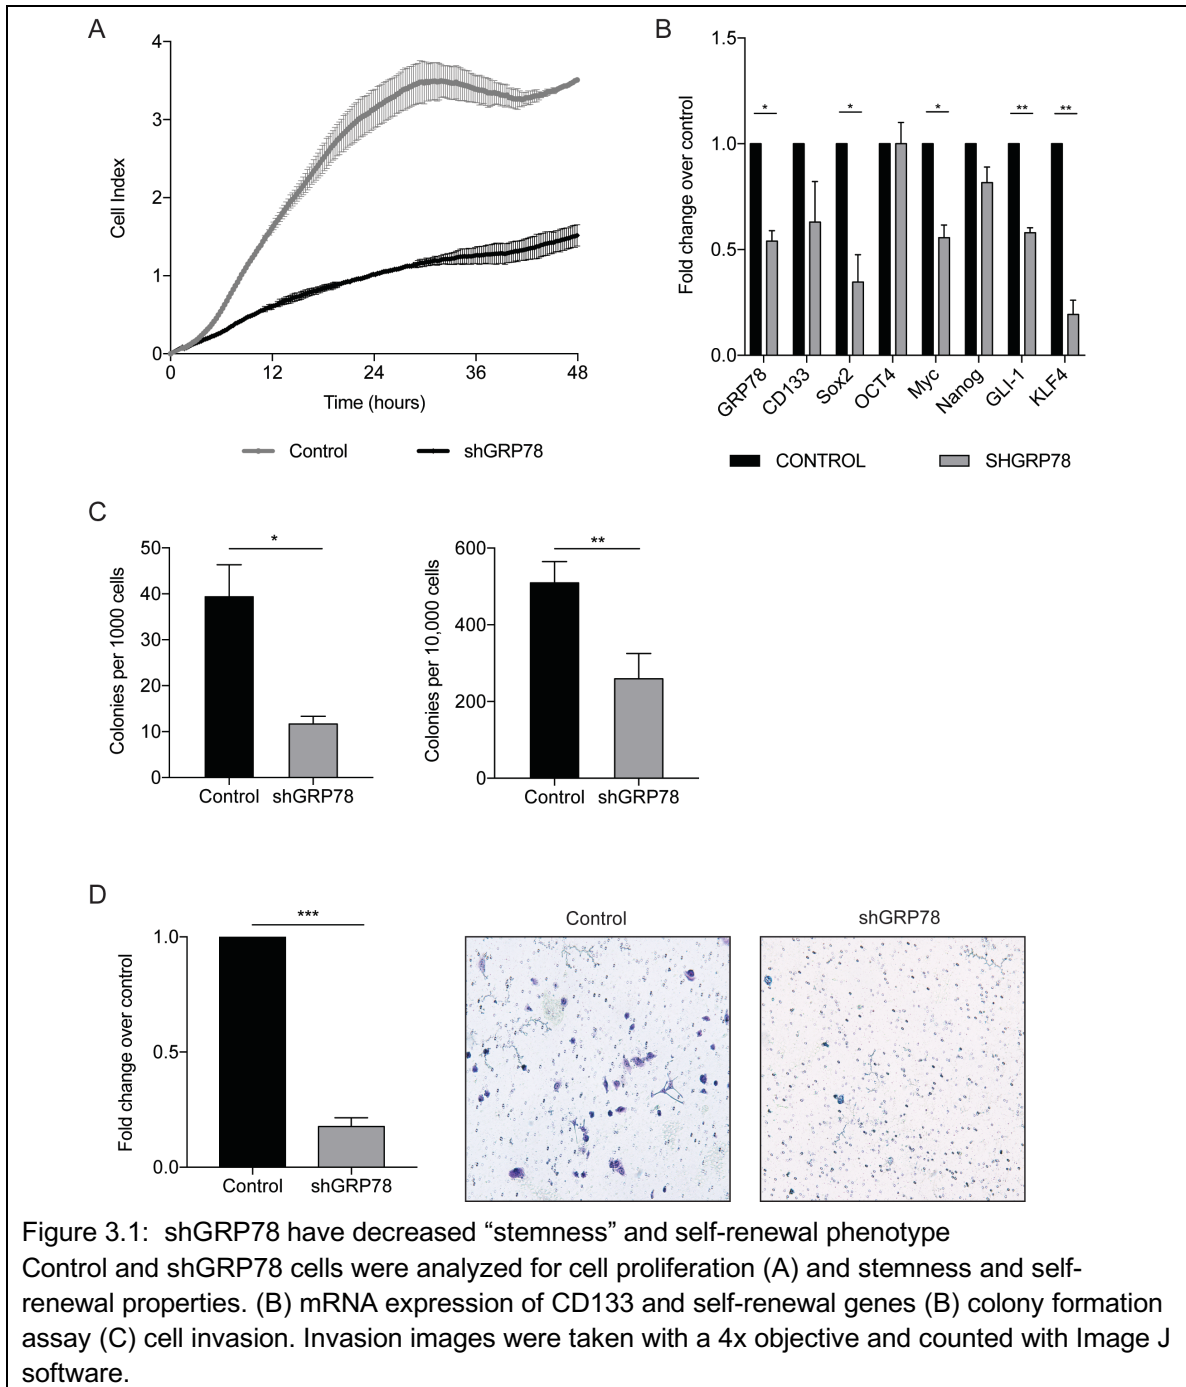 A
4
3
2
1
0
Cell Index
0 12 24 36 48
Time (hours)
Control shGRP78
B
1.5
1.0
0.5
0.0
Fold change over control
* * * ** **
GRP78 CD133 Sox2 OCT4 Myc Nanog GLI-1 KLF4
CONTROL SHGRP78
C
50
40
30
20
10
0
Colonies per 1000 cells
*
Control shGRP78
600
400
200
0
Colonies per 10,000 cells
**
Control shGRP78
D
1.0
0.5
0.0
Fold change over control
***
Control shGRP78
Control
shGRP78
Figure 3.1: shGRP78 have decreased “stemness” and self-renewal phenotype
Control and shGRP78 cells were analyzed for cell proliferation (A) and stemness and self-
renewal properties. (B) mRNA expression of CD133 and self-renewal genes (B) colony formation
assay (C) cell invasion. Invasion images were taken with a 4x objective and counted with Image J
software.